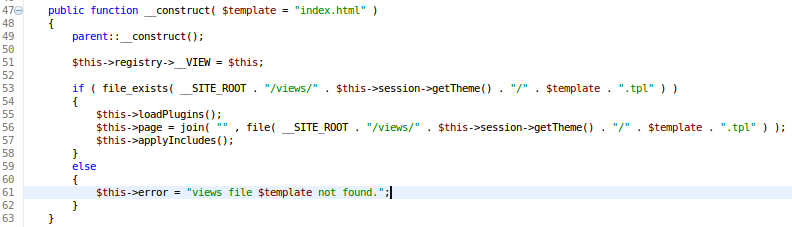 47 public function __construct( $template = "index.html" )
48 {
49 parent::__construct();
50
51 $this->registry->__VIEW = $this;
52
53 if ( file_exists( __SITE_ROOT . "/views/" . $this->session->getTheme() . "/" . $template . ".tpl" ) )
54 {
55 $this->loadPlugins();
56 $this->page = join( "" , file( __SITE_ROOT . "/views/" . $this->session->getTheme() . "/" . $template . ".tpl" ) );
57 $this->applyIncludes();
58 }
59 else
60 {
61 $this->error = "views file $template not found.";
62 }
63 }